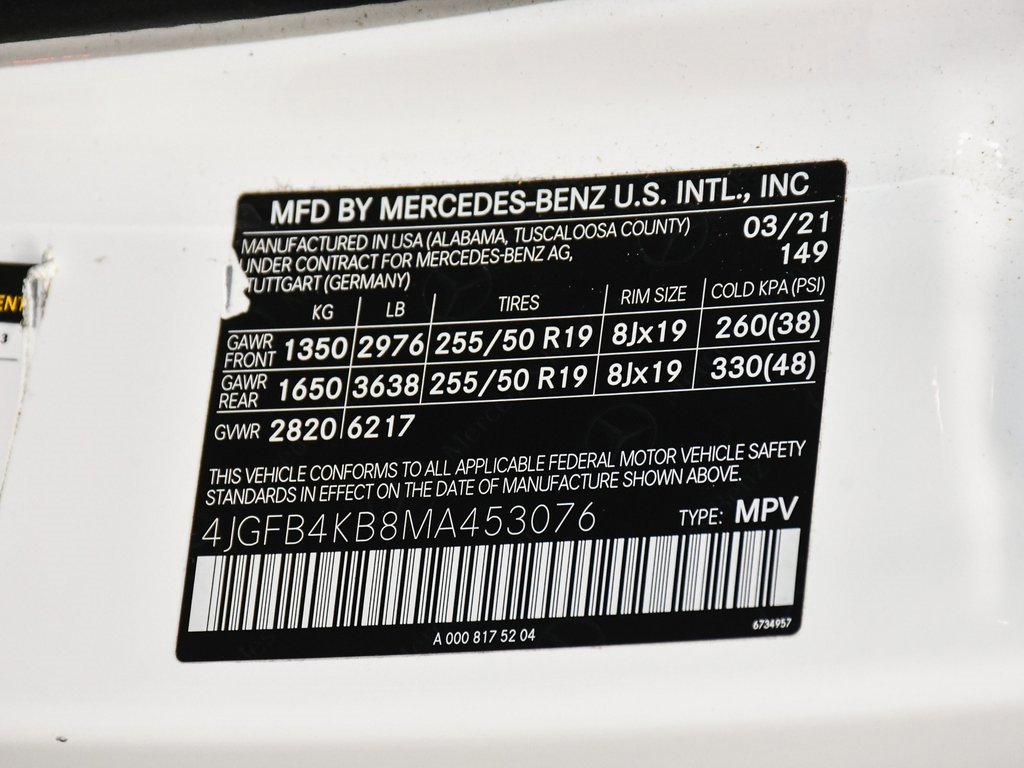 MFD BY MERCEDES-BENZ U.S. INTL., INC
MANUFACTURED IN USA (ALABAMA, TUSCALOOSA COUNTY) 03/21
UNDER CONTRACT FOR MERCEDES-BENZ AG, 149
TUTTGART (GERMANY)
KG LB TIRES RIM SIZE COLD KPA (PSI)
GAWR FRONT 1350 2976 255/50 R19 8Jx19 260(38)
GAWR REAR 1650 3638 255/50 R19 8Jx19 330(48)
GVWR 2820 6217
THIS VEHICLE CONFORMS TO ALL APPLICABLE FEDERAL MOTOR VEHICLE SAFETY
STANDARDS IN EFFECT ON THE DATE OF MANUFACTURE SHOWN ABOVE.
4JGFB4KB8MA453076 TYPE: MPV
A 000 817 52 04 6734957
ENT
3